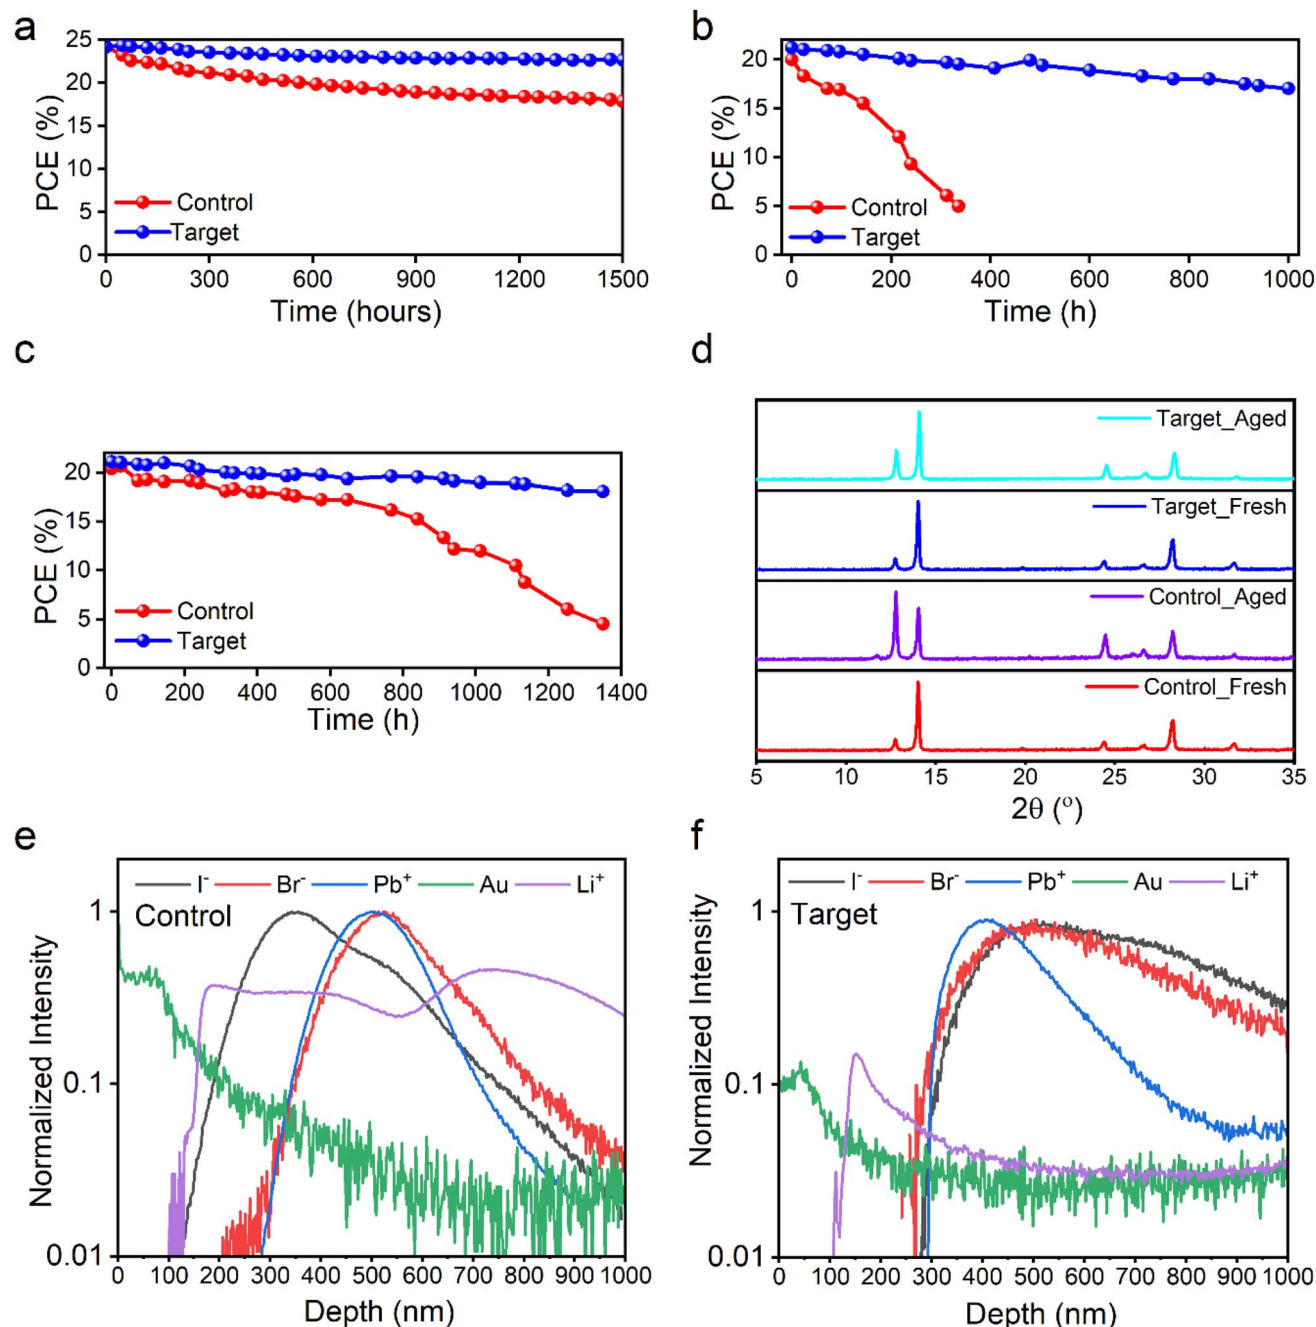 a
25
20
15
10
5
0
PCE (%)
Control
Target
0 300 600 900 1200 1500
Time (hours)
b
20
15
10
5
0
PCE (%)
Control
Target
0 200 400 600 800 1000
Time (h)
c
20
15
10
5
0
PCE (%)
Control
Target
0 200 400 600 800 1000 1200 1400
Time (h)
d
Target_Aged
Target_Fresh
Control_Aged
Control_Fresh
5 10 15 20 25 30 35
2θ (°)
e
I⁻ Br⁻ Pb⁺ Au Li⁺
Control
1
0.1
0.01
Normalized Intensity
0 100 200 300 400 500 600 700 800 900 1000
Depth (nm)
f
I⁻ Br⁻ Pb⁺ Au Li⁺
Target
1
0.1
0.01
Normalized Intensity
0 100 200 300 400 500 600 700 800 900 1000
Depth (nm)